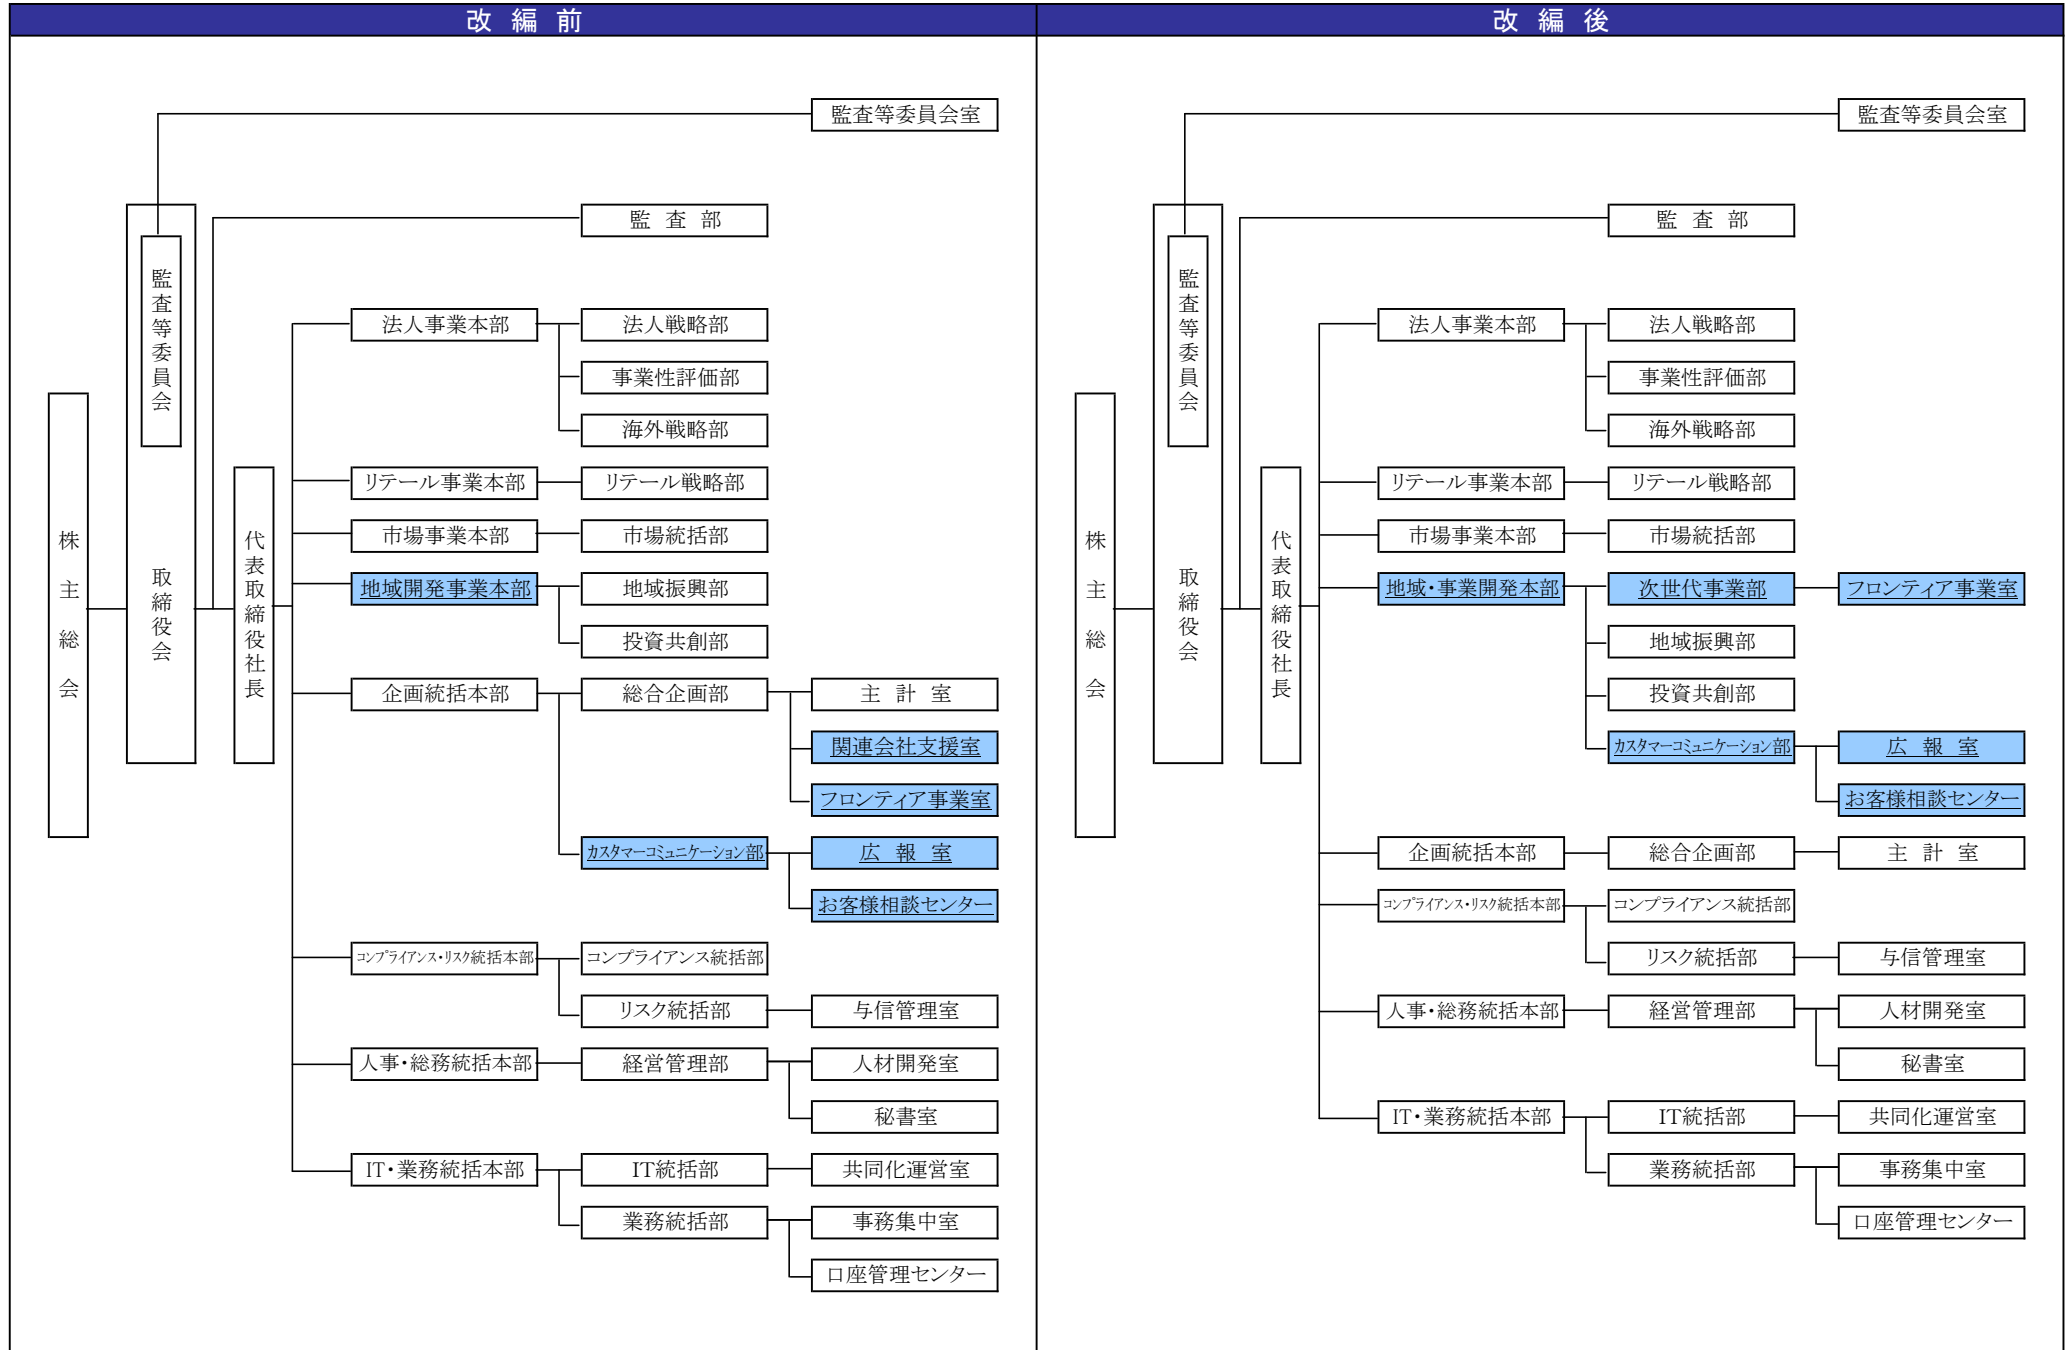 改 編 前
監査等委員会室
監 査 部
監査等委員会
株主総会
取締役会
代表取締役社長
法人事業本部
法人戦略部
事業性評価部
海外戦略部
リテール事業本部
リテール戦略部
市場事業本部
市場統括部
地域開発事業本部
地域振興部
投資共創部
企画統括本部
総合企画部
主 計 室
関連会社支援室
フロンティア事業室
カスタマーコミュニケーション部
広 報 室
お客様相談センター
コンプライアンス・リスク統括本部
コンプライアンス統括部
リスク統括部
与信管理室
人事・総務統括本部
経営管理部
人材開発室
秘書室
IT・業務統括本部
IT統括部
共同化運営室
業務統括部
事務集中室
口座管理センター
改 編 後
監査等委員会室
監 査 部
監査等委員会
株主総会
取締役会
代表取締役社長
法人事業本部
法人戦略部
事業性評価部
海外戦略部
リテール事業本部
リテール戦略部
市場事業本部
市場統括部
地域・事業開発本部
次世代事業部
フロンティア事業室
地域振興部
投資共創部
カスタマーコミュニケーション部
広 報 室
お客様相談センター
企画統括本部
総合企画部
主 計 室
コンプライアンス・リスク統括本部
コンプライアンス統括部
リスク統括部
与信管理室
人事・総務統括本部
経営管理部
人材開発室
秘書室
IT・業務統括本部
IT統括部
共同化運営室
業務統括部
事務集中室
口座管理センター